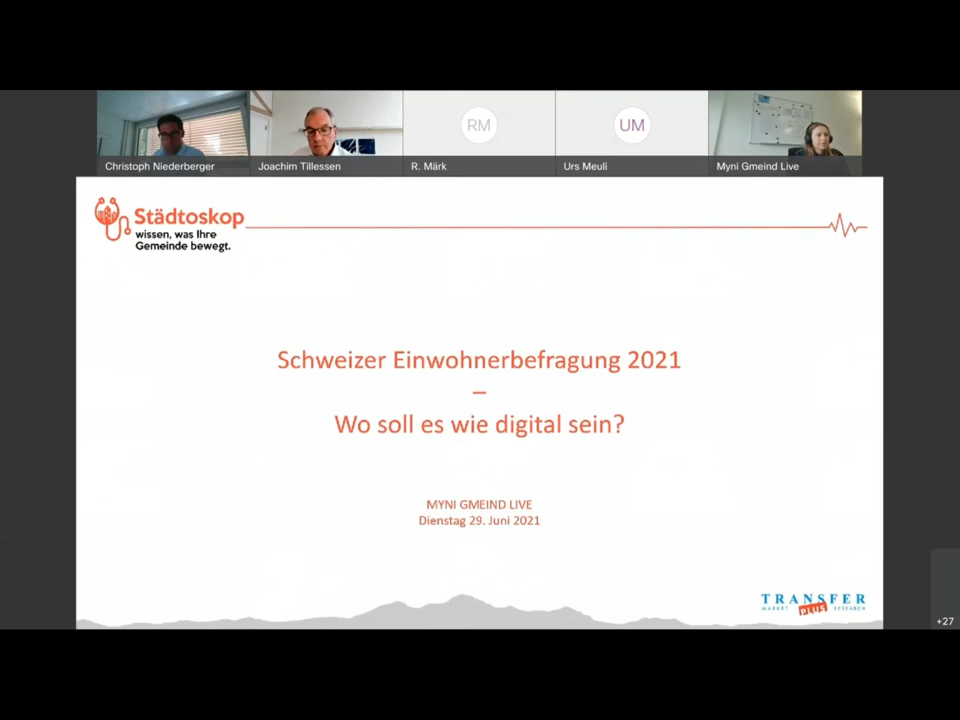 RM
UM
Christoph Niederberger
Joachim Tillessen
R. Märk
Urs Meuli
Myni Gmeind Live
Städtoskop
wissen, was Ihre
Gemeinde bewegt.
Schweizer Einwohnerbefragung 2021
–
Wo soll es wie digital sein?
MYNI GMEIND LIVE
Dienstag 29. Juni 2021
TRANSFER
MARKET PLUS RESEARCH
+27